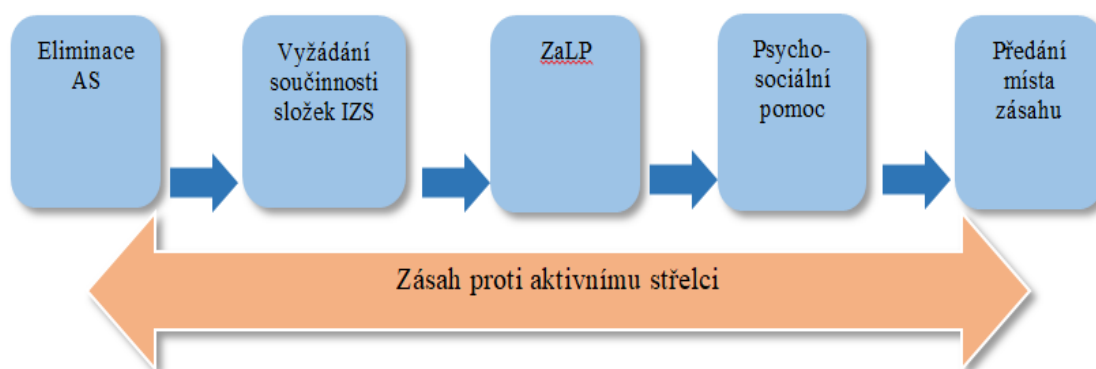 Eliminace
AS
Vyžádání
součinnosti
složek IZS
ZaLP
Psycho-
sociální
pomoc
Předání
místa
zásahu
Zásah proti aktivnímu střelci